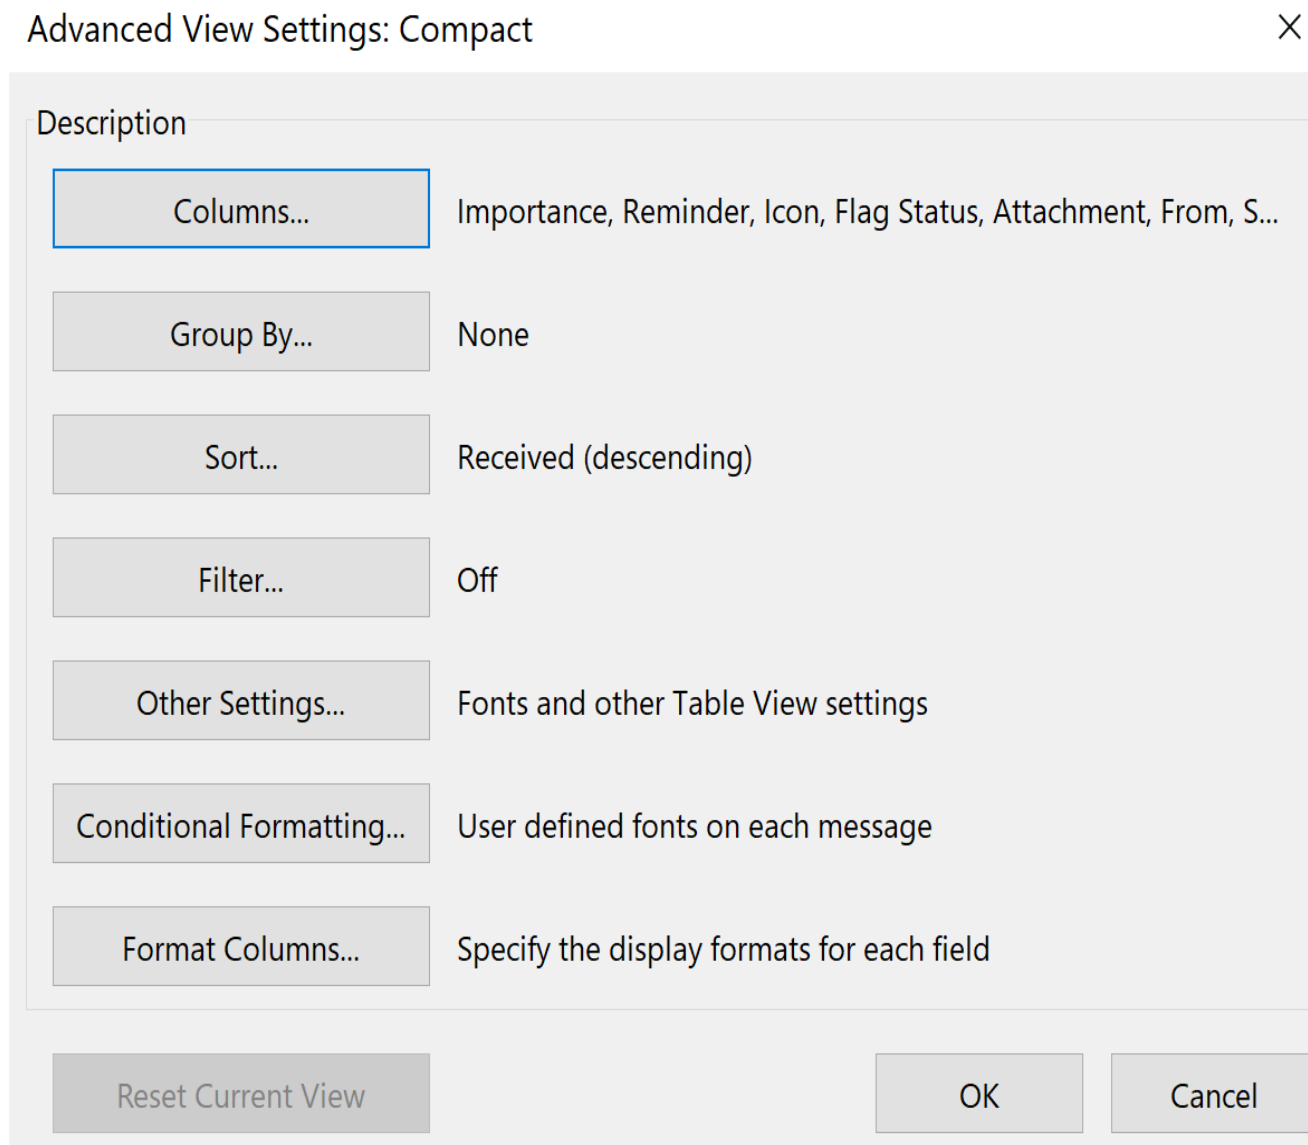 Advanced View Settings: Compact
Description
Columns... Importance, Reminder, Icon, Flag Status, Attachment, From, S...
Group By... None
Sort... Received (descending)
Filter... Off
Other Settings... Fonts and other Table View settings
Conditional Formatting... User defined fonts on each message
Format Columns... Specify the display formats for each field
Reset Current View OK Cancel